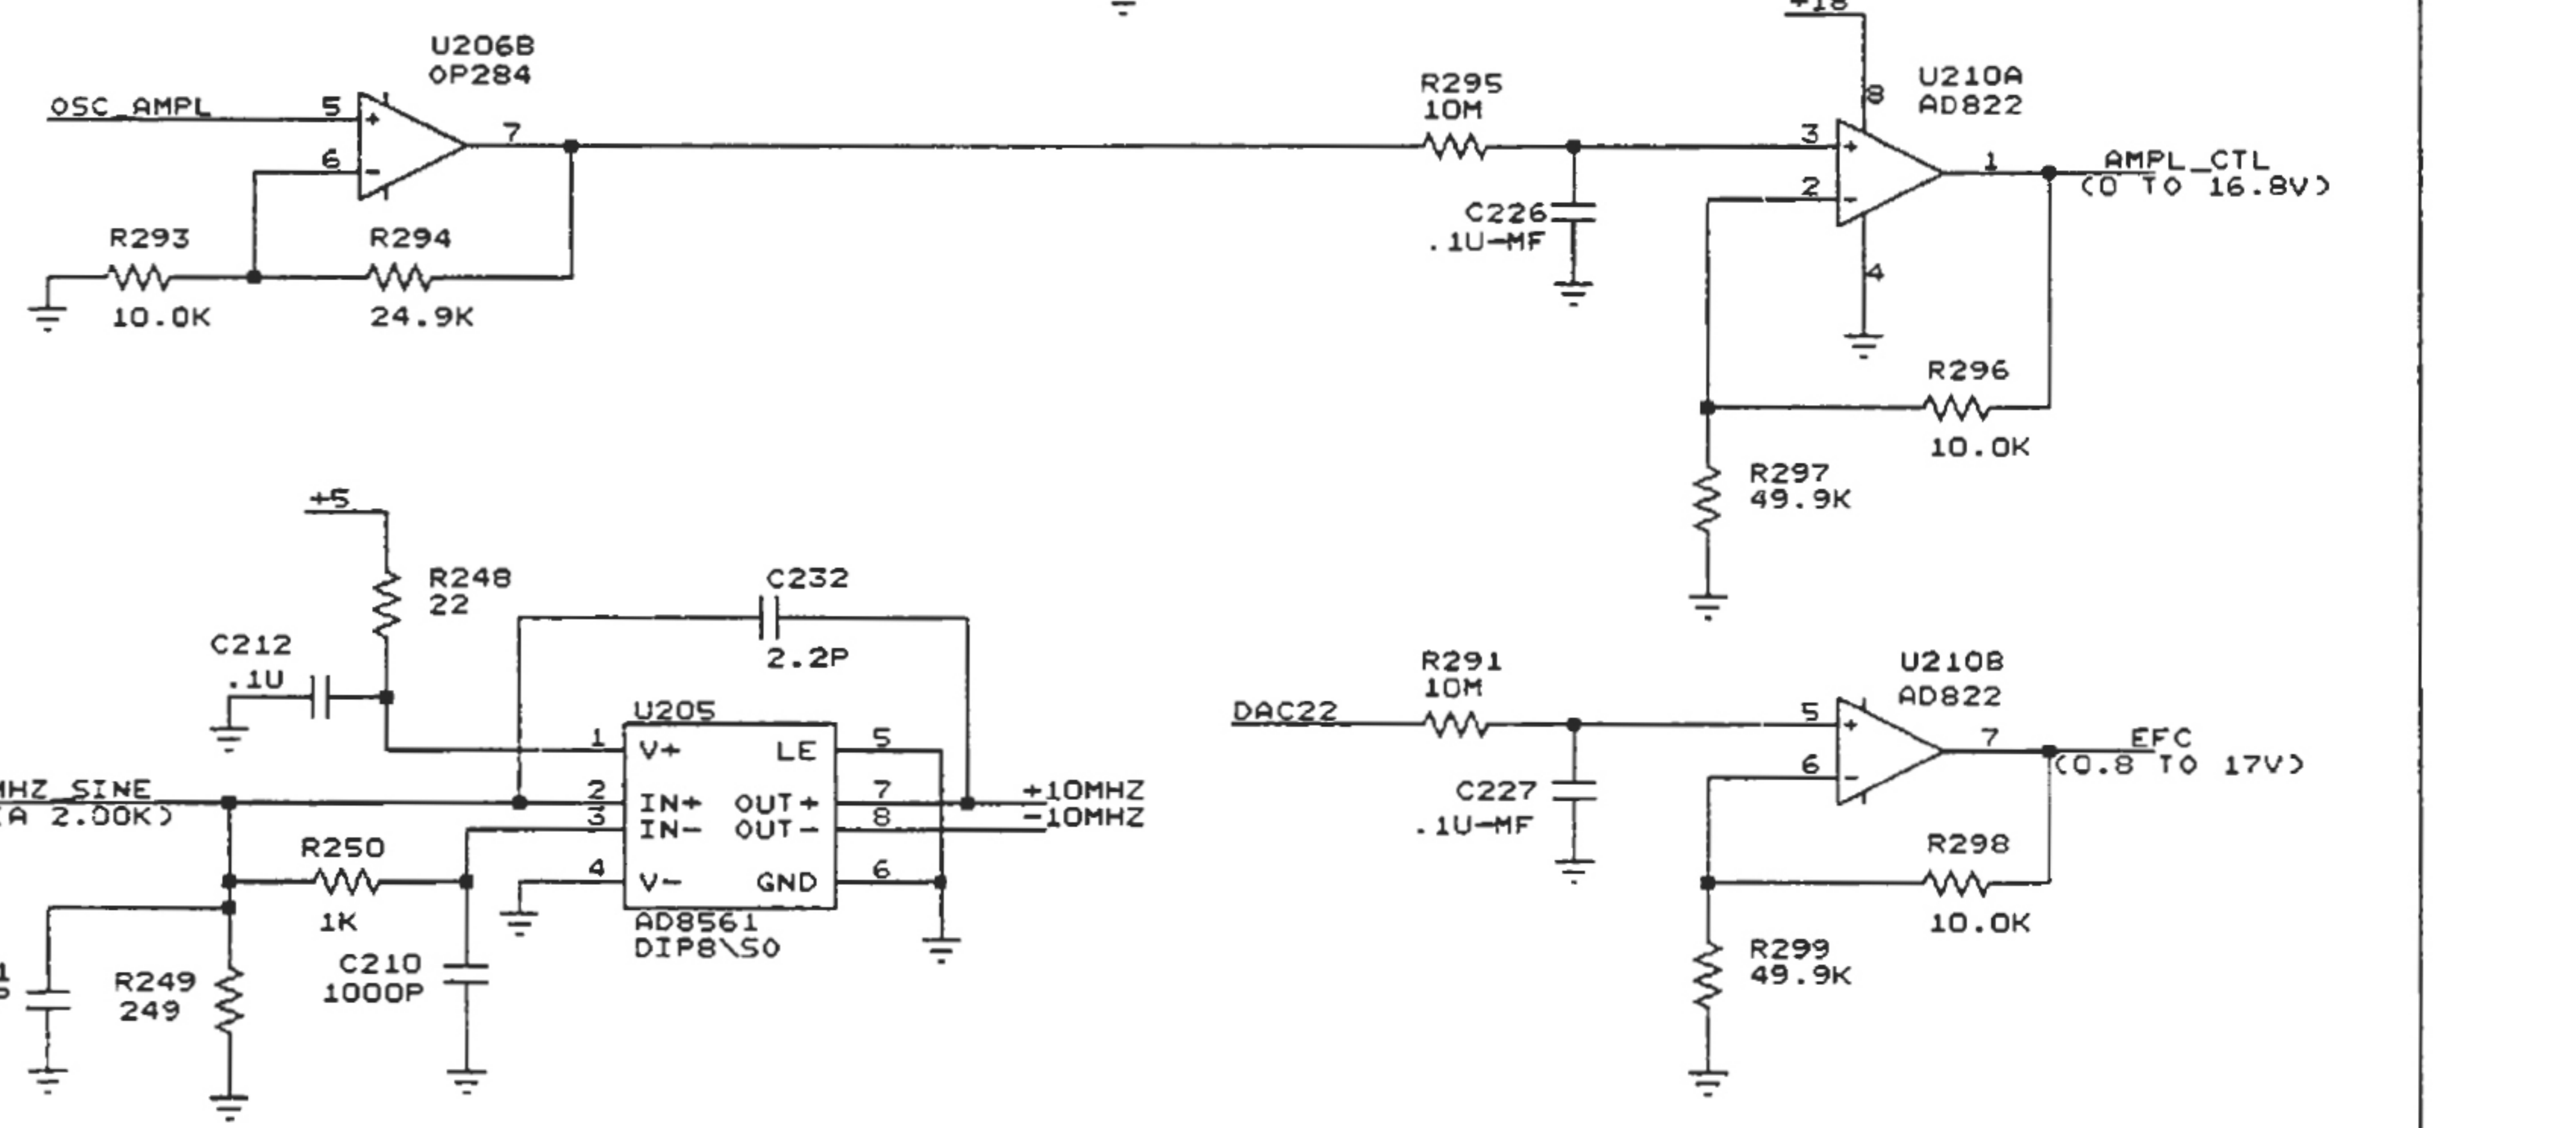 +18
U206B
OP284
OSC_AMPL
5
+
6
-
7
R293
10.0K
R294
24.9K
R295
10M
C226
.1U-MF
U210A
AD822
8
3
+
2
-
1
4
AMPL_CTL
(0 TO 16.8V)
R296
10.0K
R297
49.9K
+5
R248
22
C212
.1U
C232
2.2P
U205
1
V+
LE
5
2
IN+
OUT+
7
+10MHZ
3
IN-
OUT-
8
-10MHZ
4
V-
GND
6
AD8561
DIP8\SO
MHZ_SINE
(A 2.00K)
R250
1K
R249
249
C210
1000P
DAC22
R291
10M
C227
.1U-MF
U210B
AD822
5
+
6
-
7
EFC
(0.8 TO 17V)
R298
10.0K
R299
49.9K